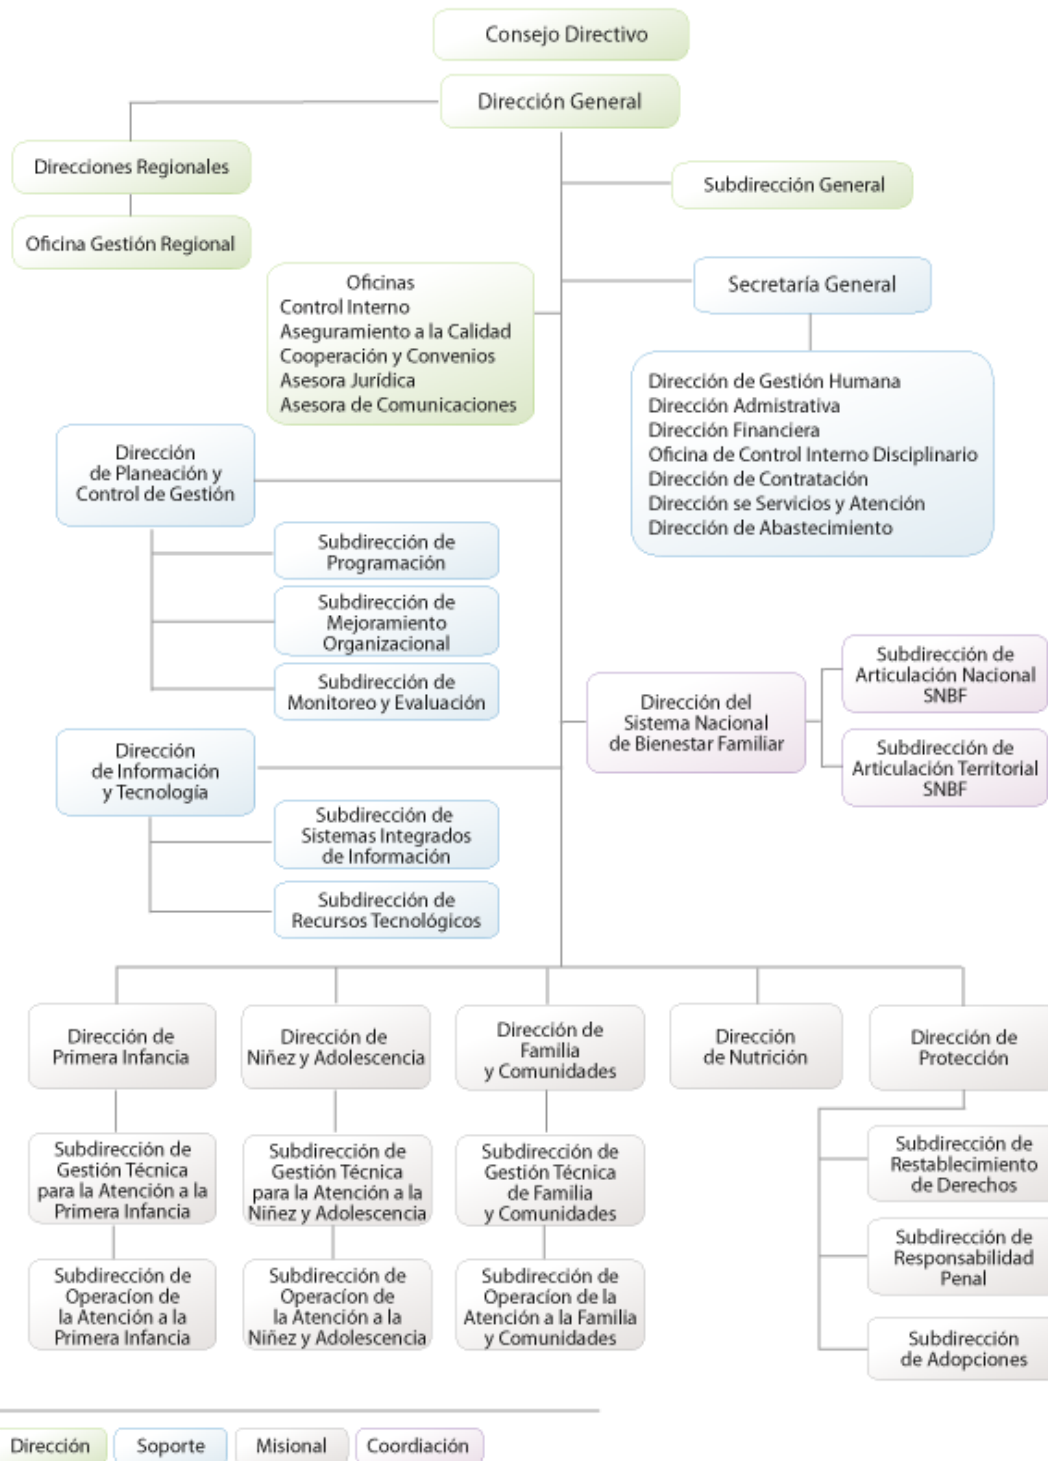 Consejo Directivo
Dirección General
Direcciones Regionales
Oficina Gestión Regional
Subdirección General
Secretaría General
Oficinas
Control Interno
Aseguramiento a la Calidad
Cooperación y Convenios
Asesora Jurídica
Asesora de Comunicaciones
Dirección de Gestión Humana
Dirección Admistrativa
Dirección Financiera
Oficina de Control Interno Disciplinario
Dirección de Contratación
Dirección se Servicios y Atención
Dirección de Abastecimiento
Dirección
de Planeación y
Control de Gestión
Subdirección de
Programación
Subdirección de
Mejoramiento
Organizacional
Subdirección de
Monitoreo y Evaluación
Dirección del
Sistema Nacional
de Bienestar Familiar
Subdirección de
Articulación Nacional
SNBF
Subdirección de
Articulación Territorial
SNBF
Dirección
de Información
y Tecnología
Subdirección de
Sistemas Integrados
de Información
Subdirección de
Recursos Tecnológicos
Dirección de
Primera Infancia
Subdirección de
Gestión Técnica
para la Atención a la
Primera Infancia
Subdirección de
Operacíon de
la Atención a la
Primera Infancia
Dirección de
Niñez y Adolescencia
Subdirección de
Gestión Técnica
para la Atención a la
Niñez y Adolescencia
Subdirección de
Operacíon de
la Atención a la
Niñez y Adolescencia
Dirección de
Familia
y Comunidades
Subdirección de
Gestión Técnica
de Familia
y Comunidades
Subdirección de
Operacíon de la
Atención a la Familia
y Comunidades
Dirección
de Nutrición
Dirección de
Protección
Subdirección de
Restablecimiento
de Derechos
Subdirección de
Responsabilidad
Penal
Subdirección
de Adopciones
Dirección
Soporte
Misional
Coordiación